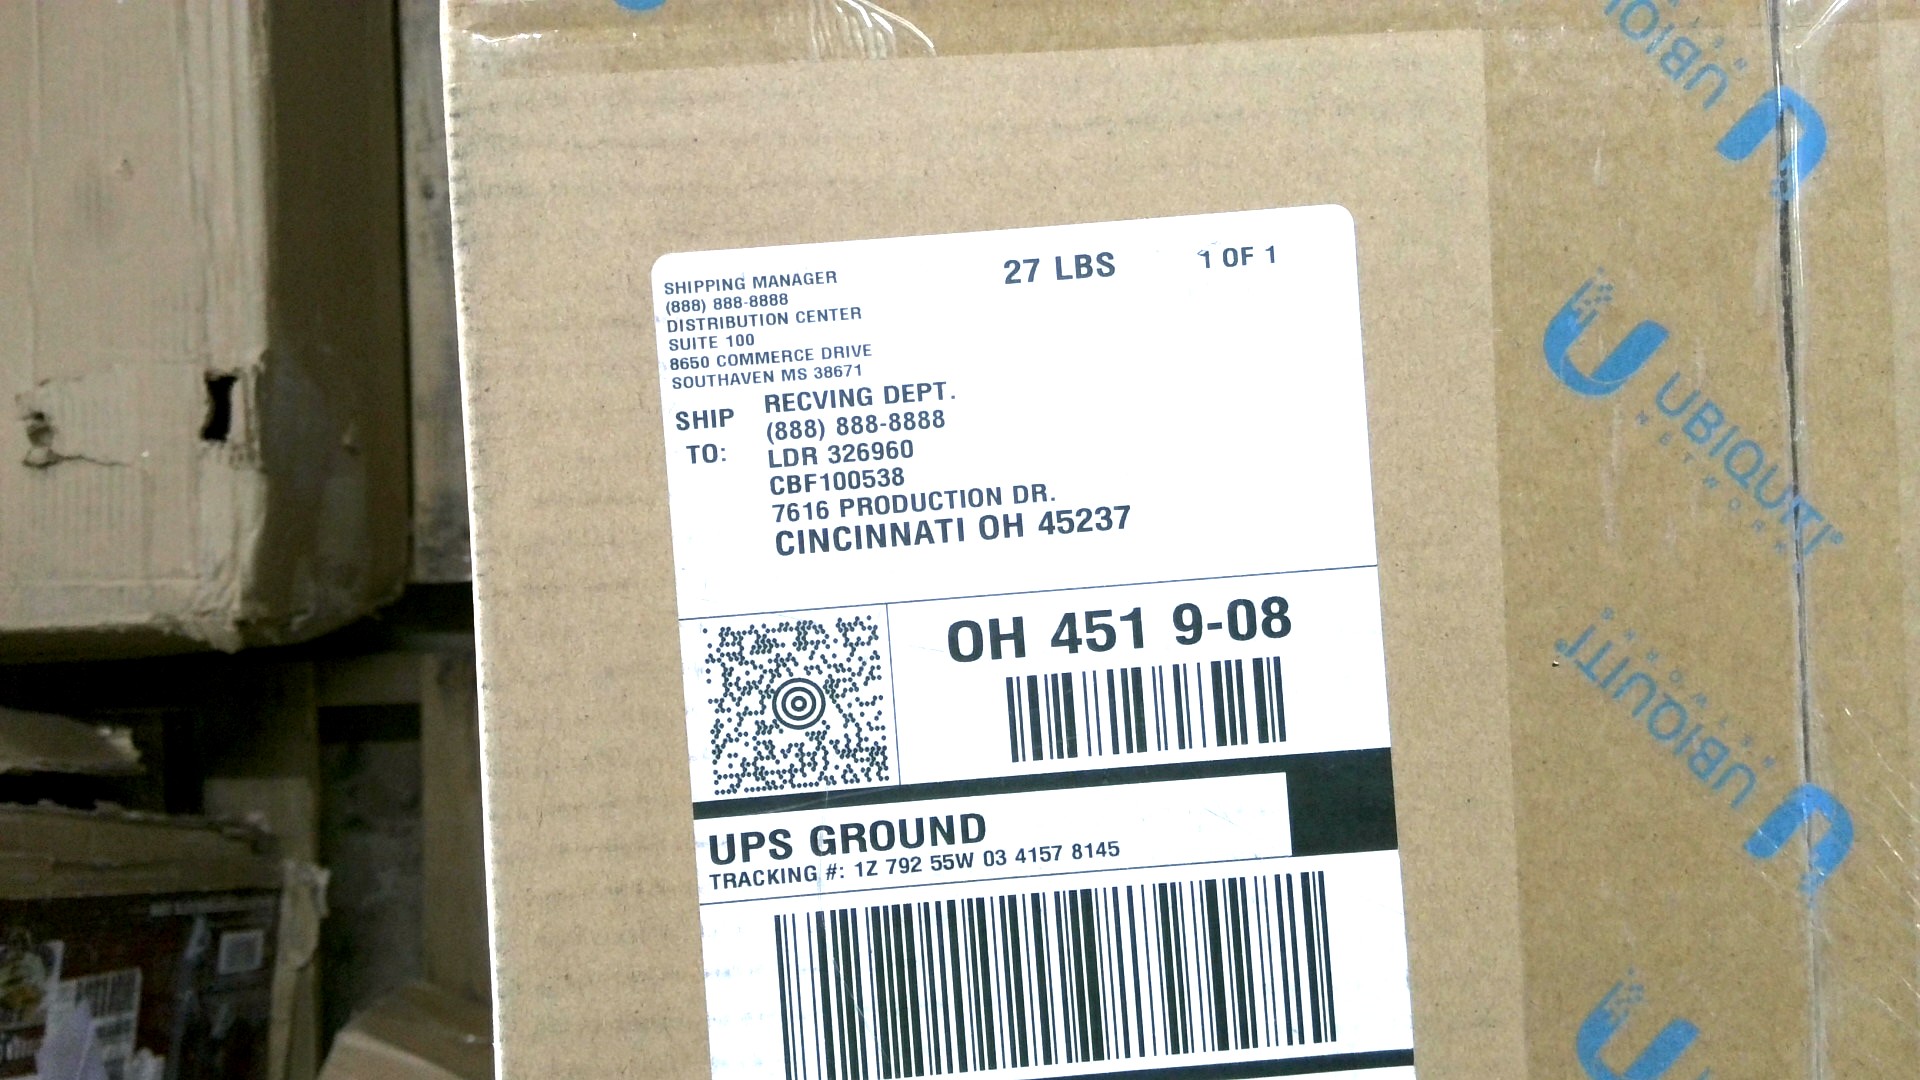 SHIPPING MANAGER
(888) 888-8888
DISTRIBUTION CENTER
SUITE 100
8650 COMMERCE DRIVE
SOUTHAVEN MS 38671
27 LBS
1 OF 1
SHIP TO:
RECVING DEPT.
(888) 888-8888
LDR 326960
CBF100538
7616 PRODUCTION DR.
CINCINNATI OH 45237
OH 451 9-08
UPS GROUND
TRACKING #: 1Z 792 55W 03 4157 8145
UBIQUITI
NETWORKS
UBIQUITI
NETWORKS